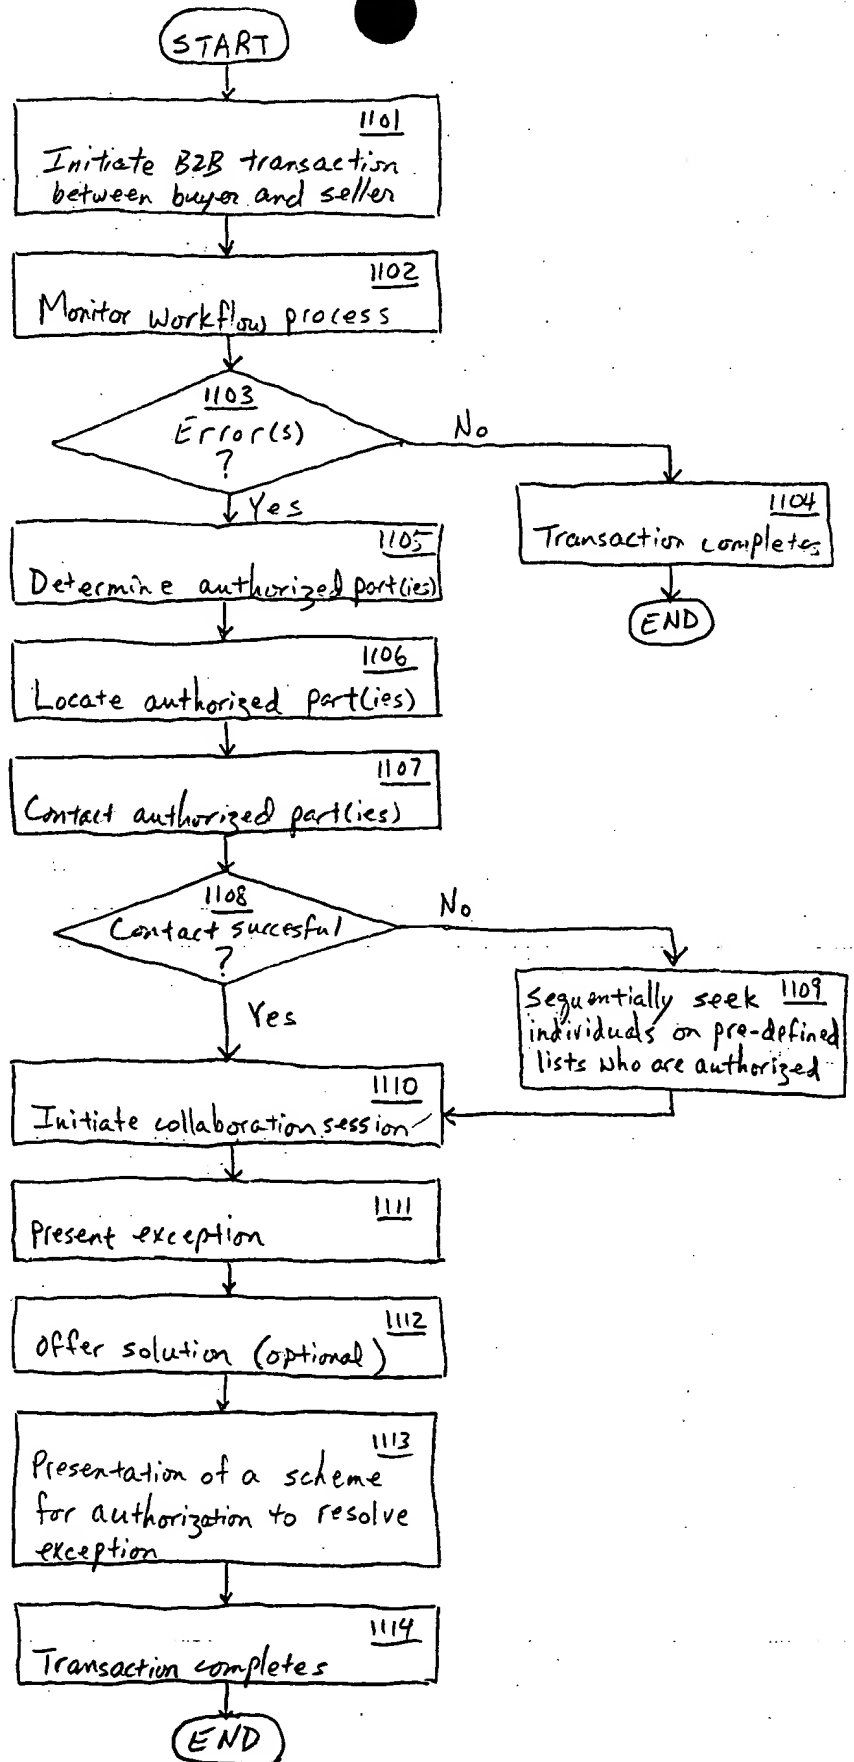 START
1101
Initiate B2B transaction
between buyer and seller
1102
Monitor workflow process
1103
Error(s)
?
No
Yes
1104
Transaction completes
END
1105
Determine authorized part(ies)
1106
Locate authorized part(ies)
1107
Contact authorized part(ies)
1108
Contact succesful
?
No
Yes
Sequentially seek 1109
individuals on pre-defined
lists who are authorized
1110
Initiate collaboration session
1111
Present exception
1112
Offer solution (optional)
1113
Presentation of a scheme
for authorization to resolve
exception
1114
Transaction completes
END